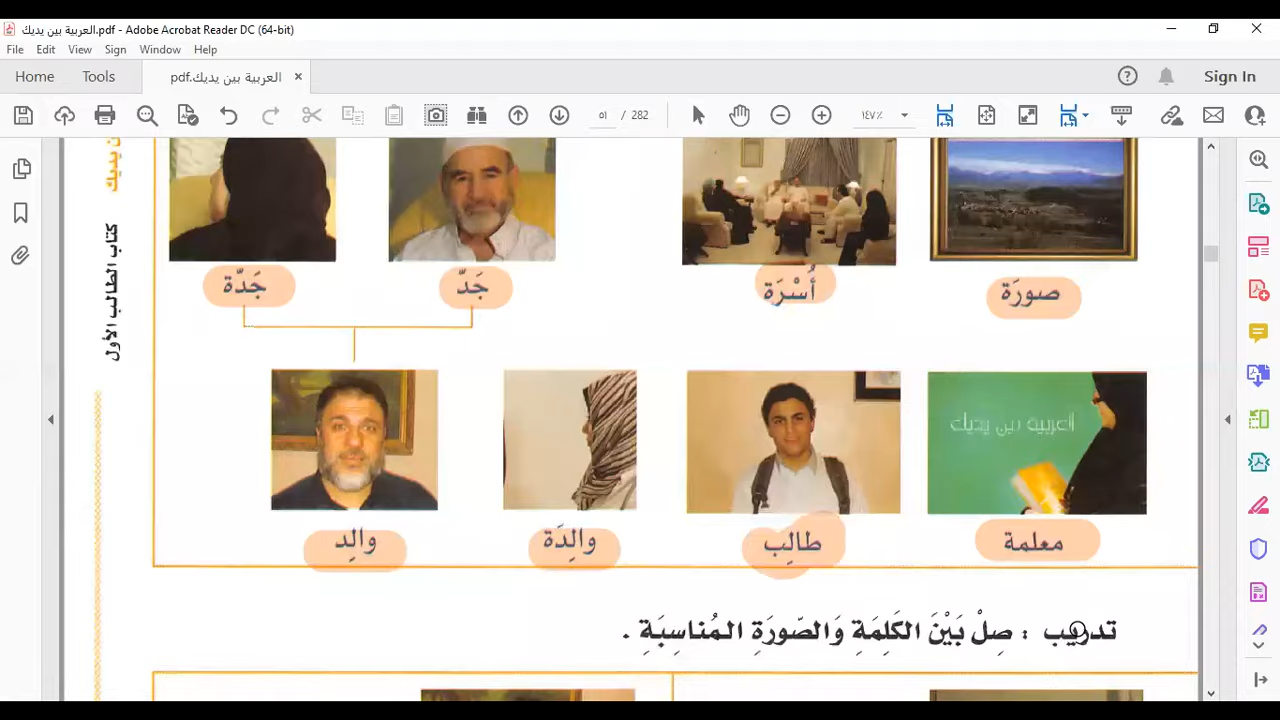 العربية بين يديك.pdf - Adobe Acrobat Reader DC (64-bit)
File Edit View Sign Window Help
Home Tools العربية بين يديك.pdf × Sign In
٥١ / 282 ١٤٧٪
ن يديك
كتاب الطالب الأول
صورَة أُسْرَة جَدّ جَدَّة
العربية بين يديك
معلمة طالِب والِدَة والِد
تدريب : صِلْ بَيْنَ الكَلِمَةِ وَالصّورَةِ المُناسِبَةِ .